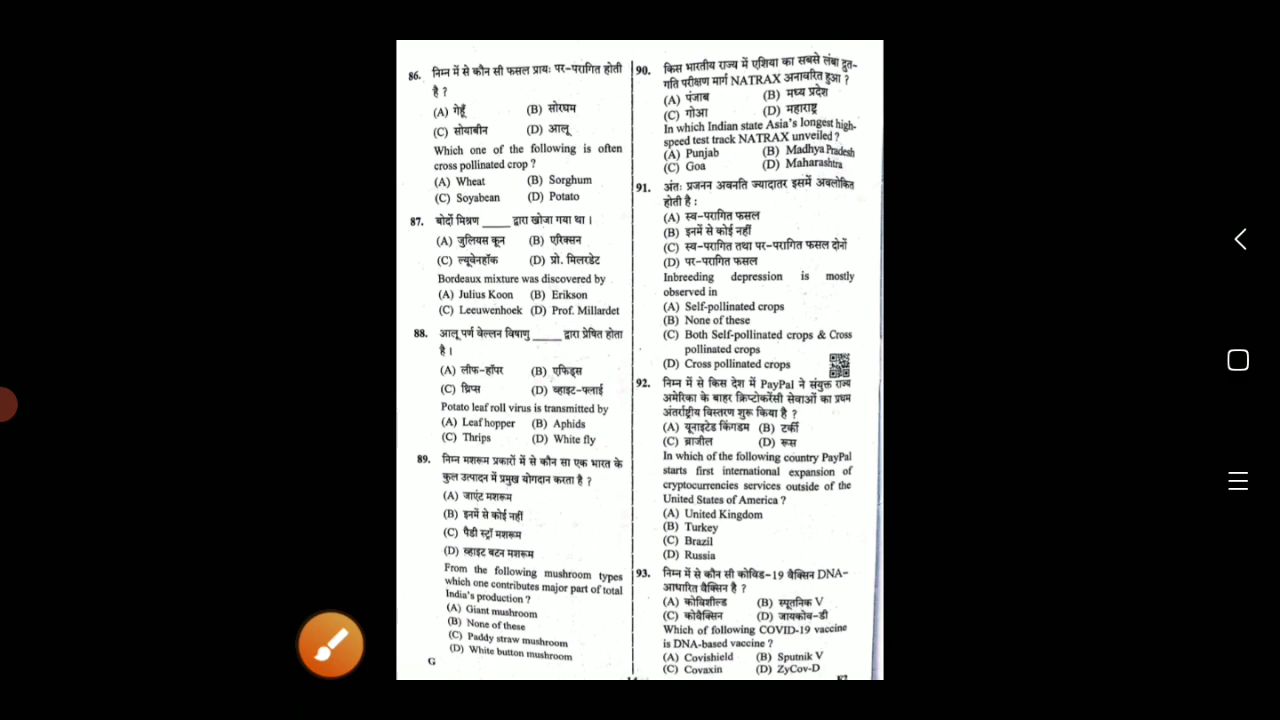 86. निम्न में से कौन सी फसल प्रायः पर-परागित होती
है ?
(A) गेहूँ (B) सोरघम
(C) सोयाबीन (D) आलू
Which one of the following is often
cross pollinated crop ?
(A) Wheat (B) Sorghum
(C) Soyabean (D) Potato
87. बोर्दो मिश्रण _____ द्वारा खोजा गया था ।
(A) जुलियस कून (B) एरिक्सन
(C) ल्यूवेनहॉक (D) प्रो. मिलरडेट
Bordeaux mixture was discovered by
(A) Julius Koon (B) Erikson
(C) Leeuwenhoek (D) Prof. Millardet
88. आलू पर्ण वेल्लन विषाणु _____ द्वारा प्रेषित होता
है ।
(A) लीफ-हॉपर (B) एफिड्स
(C) थ्रिप्स (D) व्हाइट-फ्लाई
Potato leaf roll virus is transmitted by
(A) Leaf hopper (B) Aphids
(C) Thrips (D) White fly
89. निम्न मशरूम प्रकारों में से कौन सा एक भारत के
कुल उत्पादन में प्रमुख योगदान करता है ?
(A) जाएंट मशरूम
(B) इनमें से कोई नहीं
(C) पैडी स्ट्रॉ मशरूम
(D) व्हाइट बटन मशरूम
From the following mushroom types
which one contributes major part of total
India's production ?
(A) Giant mushroom
(B) None of these
(C) Paddy straw mushroom
(D) White button mushroom
G
90. किस भारतीय राज्य में एशिया का सबसे लंबा द्रुत-
गति परीक्षण मार्ग NATRAX अनावरित हुआ ?
(A) पंजाब (B) मध्य प्रदेश
(C) गोआ (D) महाराष्ट्र
In which Indian state Asia's longest high-
speed test track NATRAX unveiled ?
(A) Punjab (B) Madhya Pradesh
(C) Goa (D) Maharashtra
91. अंतः प्रजनन अवनति ज्यादातर इसमें अवलोकित
होती है :
(A) स्व-परागित फसल
(B) इनमें से कोई नहीं
(C) स्व-परागित तथा पर-परागित फसल दोनों
(D) पर-परागित फसल
Inbreeding depression is mostly
observed in
(A) Self-pollinated crops
(B) None of these
(C) Both Self-pollinated crops & Cross
pollinated crops
(D) Cross pollinated crops
92. निम्न में से किस देश में PayPal ने संयुक्त राज्य
अमेरिका के बाहर क्रिप्टोकरेंसी सेवाओं का प्रथम
अंतर्राष्ट्रीय विस्तरण शुरू किया है ?
(A) यूनाइटेड किंगडम (B) टर्की
(C) ब्राजील (D) रूस
In which of the following country PayPal
starts first international expansion of
cryptocurrencies services outside of the
United States of America ?
(A) United Kingdom
(B) Turkey
(C) Brazil
(D) Russia
93. निम्न में से कौन सी कोविड-19 वैक्सिन DNA-
आधारित वैक्सिन है ?
(A) कोविशील्ड (B) स्पूतनिक V
(C) कोवैक्सिन (D) जायकोव-डी
Which of following COVID-19 vaccine
is DNA-based vaccine ?
(A) Covishield (B) Sputnik V
(C) Covaxin (D) ZyCov-D